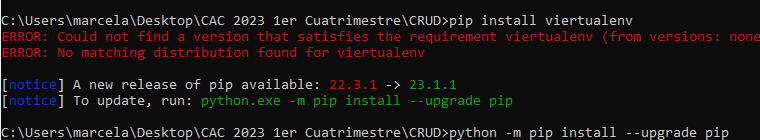 C:\Users\marcela\Desktop\CAC 2023 1er Cuatrimestre\CRUD>pip install viertualenv
ERROR: Could not find a version that satisfies the requirement viertualenv (from versions: none
ERROR: No matching distribution found for viertualenv
[notice] A new release of pip available: 22.3.1 -> 23.1.1
[notice] To update, run: python.exe -m pip install --upgrade pip
C:\Users\marcela\Desktop\CAC 2023 1er Cuatrimestre\CRUD>python -m pip install --upgrade pip